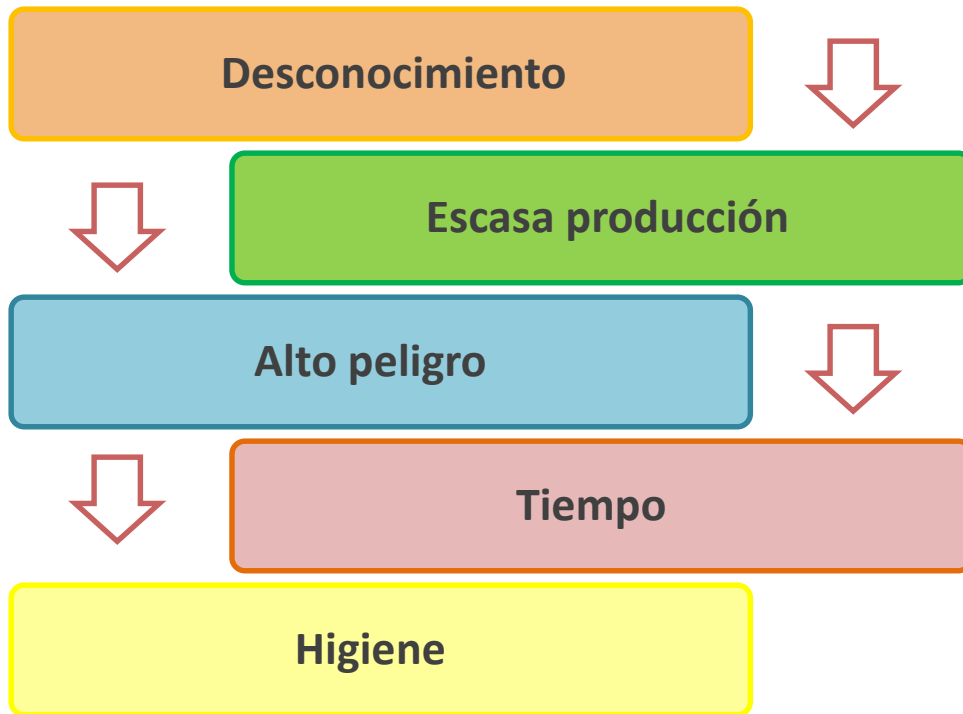 Desconocimiento
Escasa producción
Alto peligro
Tiempo
Higiene